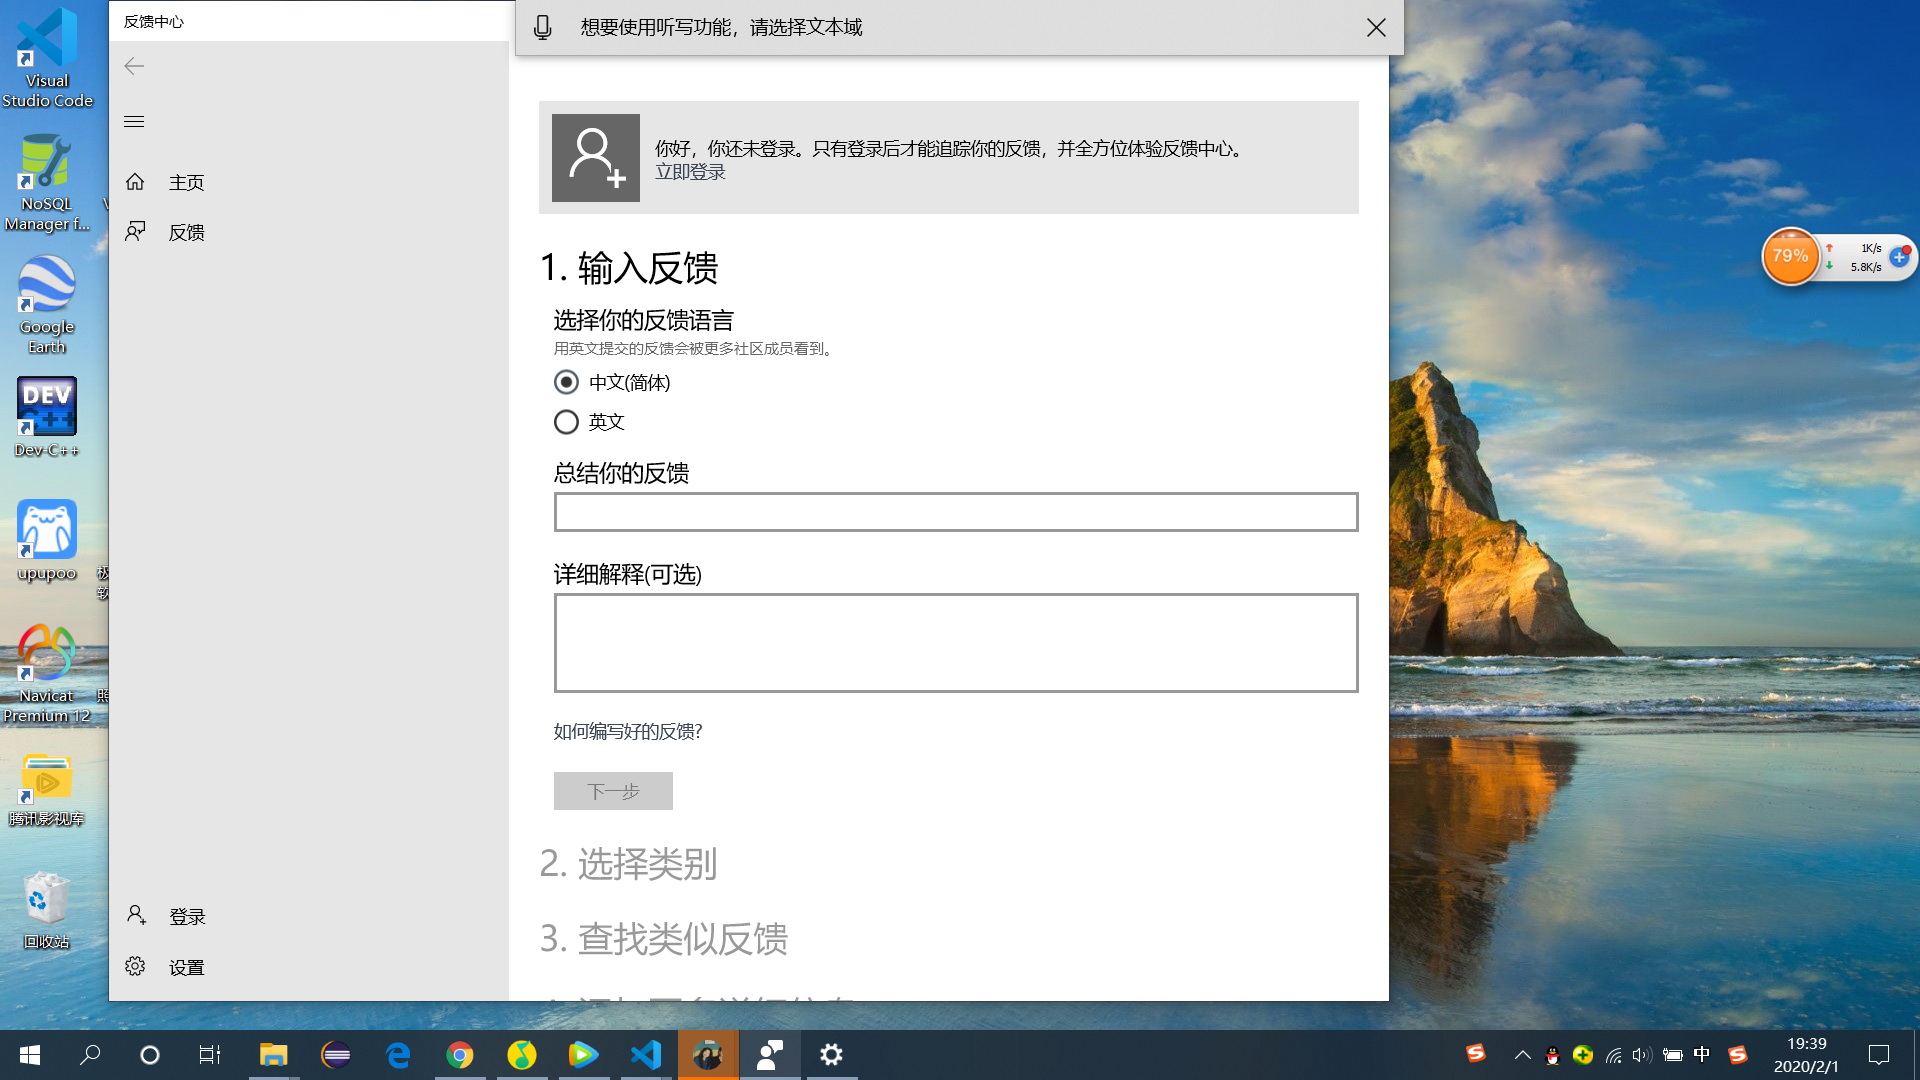 反馈中心
想要使用听写功能，请选择文本域
Visual
Studio Code
NoSQL
Manager f...
Google
Earth
DEV
C++
Dev-C++
upupoo
Navicat
Premium 12
腾讯影视库
回收站
主页
反馈
登录
设置
你好，你还未登录。只有登录后才能追踪你的反馈，并全方位体验反馈中心。
立即登录
1. 输入反馈
选择你的反馈语言
用英文提交的反馈会被更多社区成员看到。
中文(简体)
英文
总结你的反馈
详细解释(可选)
如何编写好的反馈?
下一步
2. 选择类别
3. 查找类似反馈
79%
1K/s
5.8K/s
中
19:39
2020/2/1